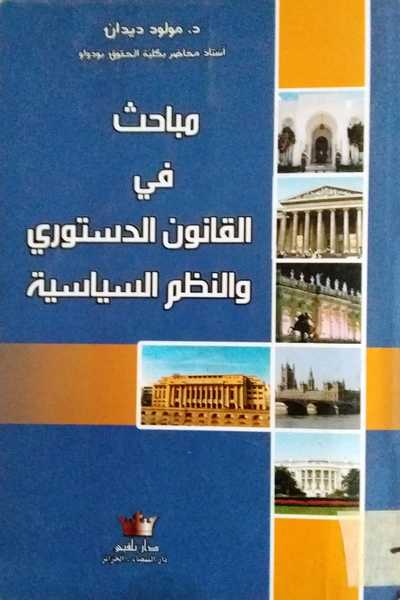 د. مولود ديدان
أستاذ محاضر بكلية الحقوق بودواو
مباحث
في
القانون الدستوري
والنظم السياسية
دار بلقيس
دار البيضاء - الجزائر